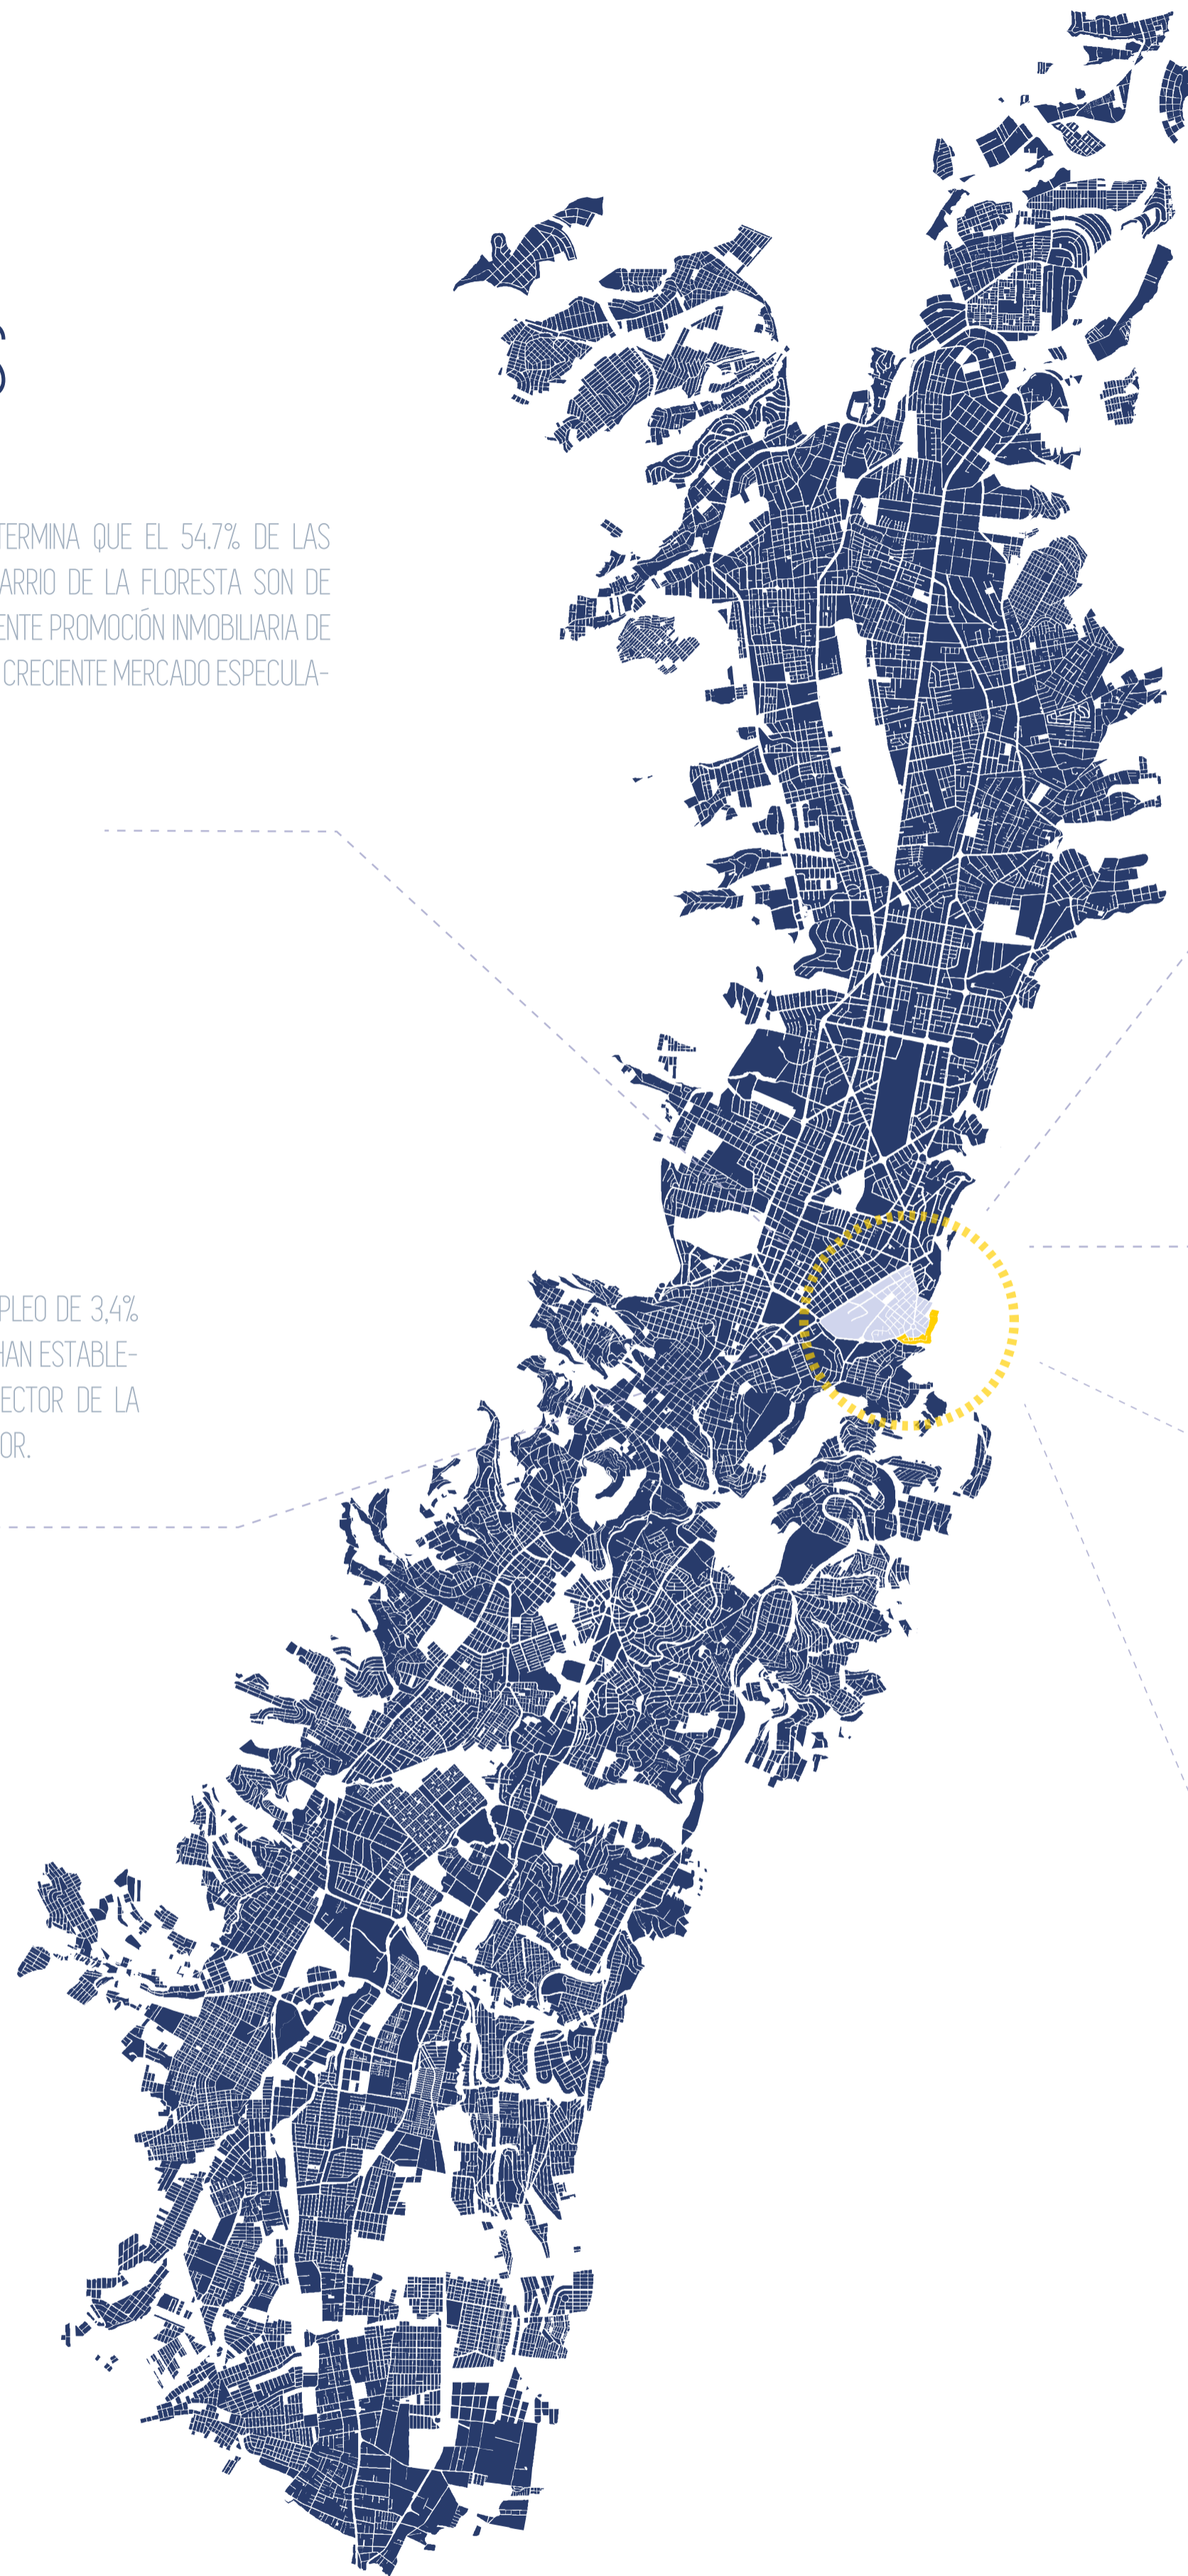 S
TERMINA QUE EL 54.7% DE LAS
ARRIO DE LA FLORESTA SON DE
ENTE PROMOCIÓN INMOBILIARIA DE
CRECIENTE MERCADO ESPECULA-
PLEO DE 3,4%
HAN ESTABLE-
ECTOR DE LA
OR.